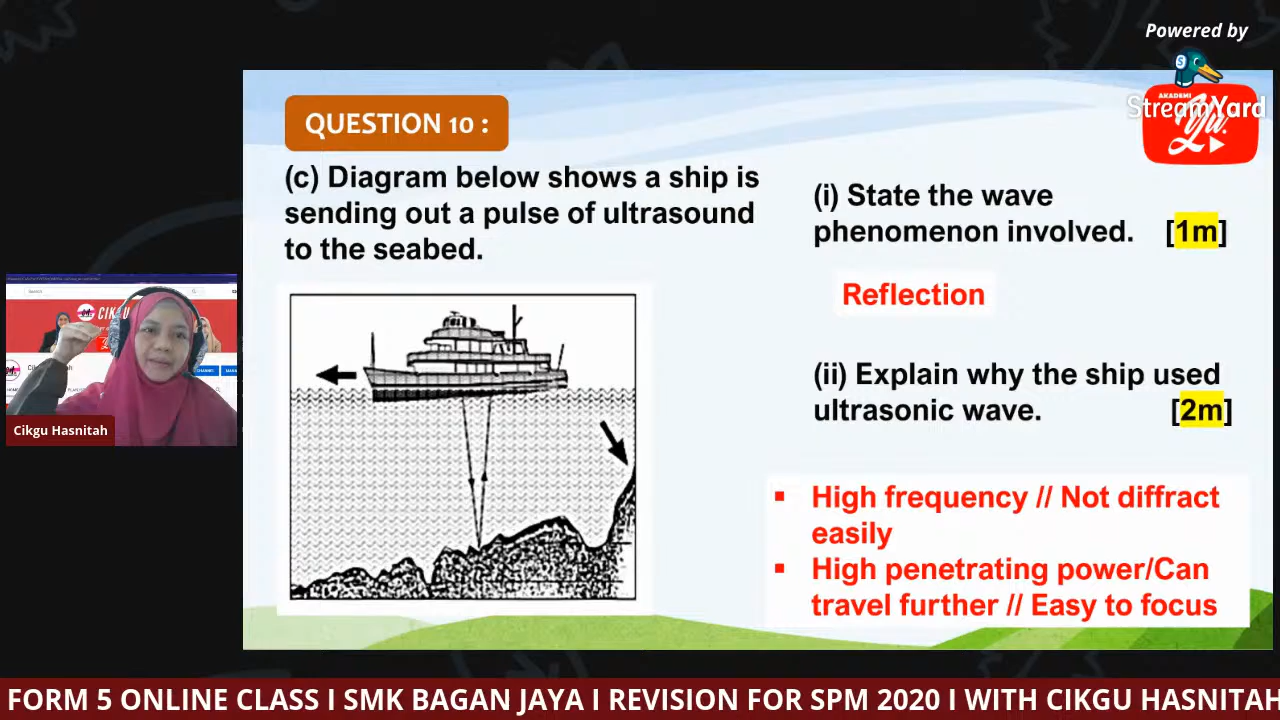 Powered by
StreamYard
AKADEMI
QUESTION 10 :
(c) Diagram below shows a ship is
sending out a pulse of ultrasound
to the seabed.
(i) State the wave
phenomenon involved. [1m]
Reflection
(ii) Explain why the ship used
ultrasonic wave. [2m]
▪ High frequency // Not diffract
easily
▪ High penetrating power/Can
travel further // Easy to focus
Cikgu Hasnitah
FORM 5 ONLINE CLASS I SMK BAGAN JAYA I REVISION FOR SPM 2020 I WITH CIKGU HASNITAH